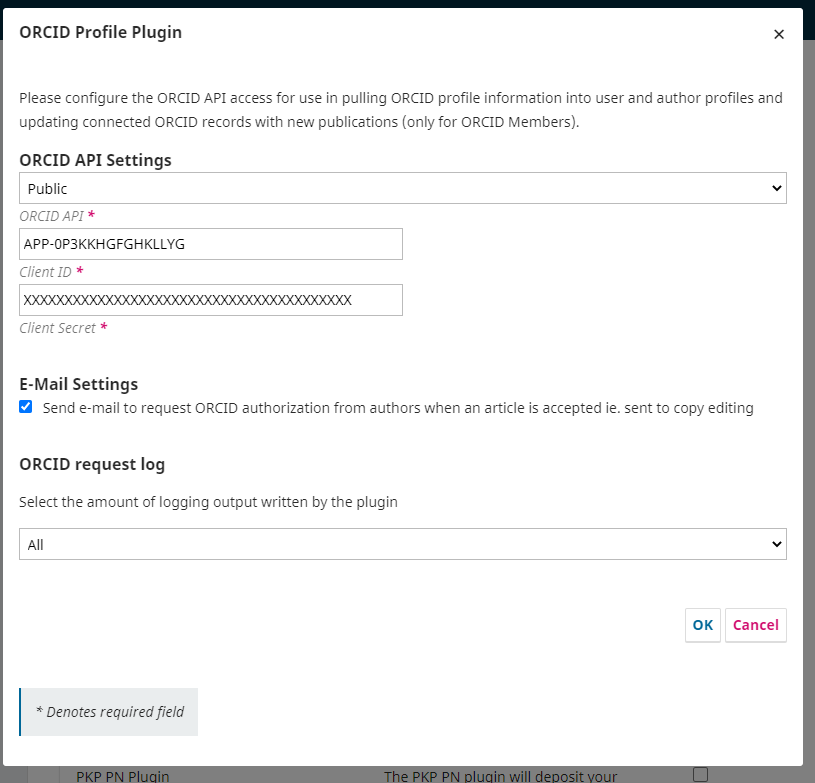 ORCID Profile Plugin
×
Please configure the ORCID API access for use in pulling ORCID profile information into user and author profiles and
updating connected ORCID records with new publications (only for ORCID Members).
ORCID API Settings
Public
ORCID API *
APP-0P3KKHGFGHKLLYG
Client ID *
XXXXXXXXXXXXXXXXXXXXXXXXXXXXXXXXXXXXXXXX
Client Secret *
E-Mail Settings
Send e-mail to request ORCID authorization from authors when an article is accepted ie. sent to copy editing
ORCID request log
Select the amount of logging output written by the plugin
All
OK Cancel
* Denotes required field
PKP PN Plugin The PKP PN plugin will deposit your